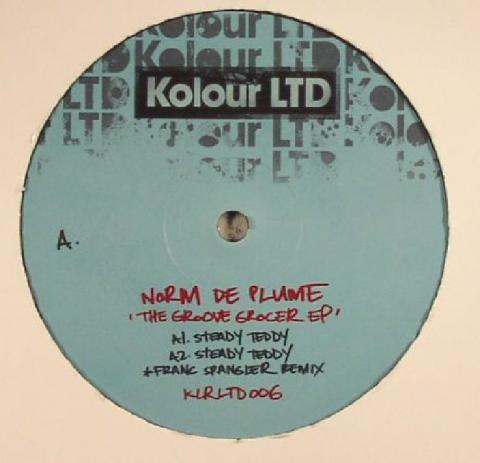 Kolour LTD
A.
NORM DE PLUME
'THE GROOVE GROCER EP'
A1. STEADY TEDDY
A2. STEADY TEDDY
+FRANC SPANGLER REMIX
KLRLTD006